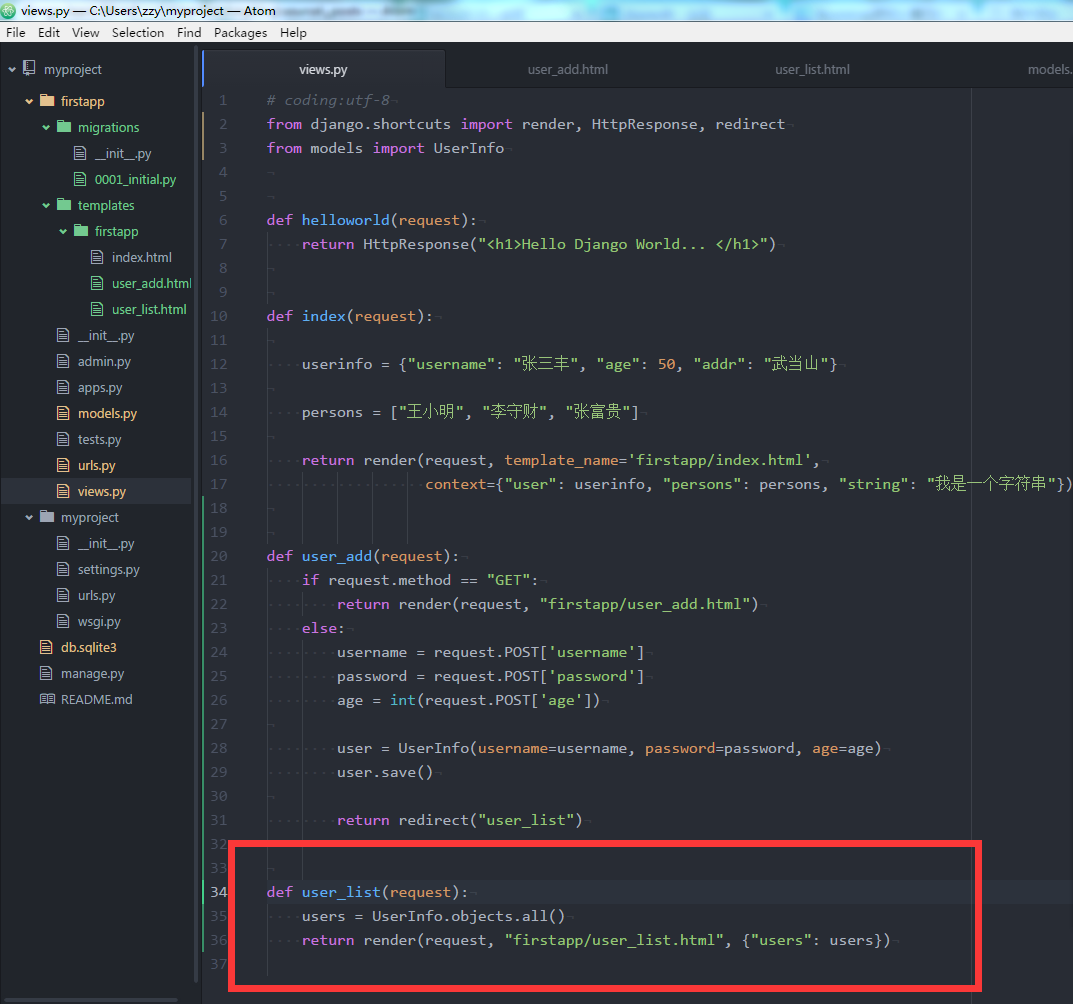 views.py — C:\Users\zzy\myproject — Atom
File Edit View Selection Find Packages Help
myproject
firstapp
migrations
__init__.py
0001_initial.py
templates
firstapp
index.html
user_add.html
user_list.html
__init__.py
admin.py
apps.py
models.py
tests.py
urls.py
views.py
myproject
__init__.py
settings.py
urls.py
wsgi.py
db.sqlite3
manage.py
README.md
views.py user_add.html user_list.html models.
1 # coding:utf-8
2 from django.shortcuts import render, HttpResponse, redirect
3 from models import UserInfo
4
5
6 def helloworld(request):
7 return HttpResponse("<h1>Hello Django World... </h1>")
8
9
10 def index(request):
11
12 userinfo = {"username": "张三丰", "age": 50, "addr": "武当山"}
13
14 persons = ["王小明", "李守财", "张富贵"]
15
16 return render(request, template_name='firstapp/index.html',
17 context={"user": userinfo, "persons": persons, "string": "我是一个字符串"})
18
19
20 def user_add(request):
21 if request.method == "GET":
22 return render(request, "firstapp/user_add.html")
23 else:
24 username = request.POST['username']
25 password = request.POST['password']
26 age = int(request.POST['age'])
27
28 user = UserInfo(username=username, password=password, age=age)
29 user.save()
30
31 return redirect("user_list")
32
33
34 def user_list(request):
35 users = UserInfo.objects.all()
36 return render(request, "firstapp/user_list.html", {"users": users})
37